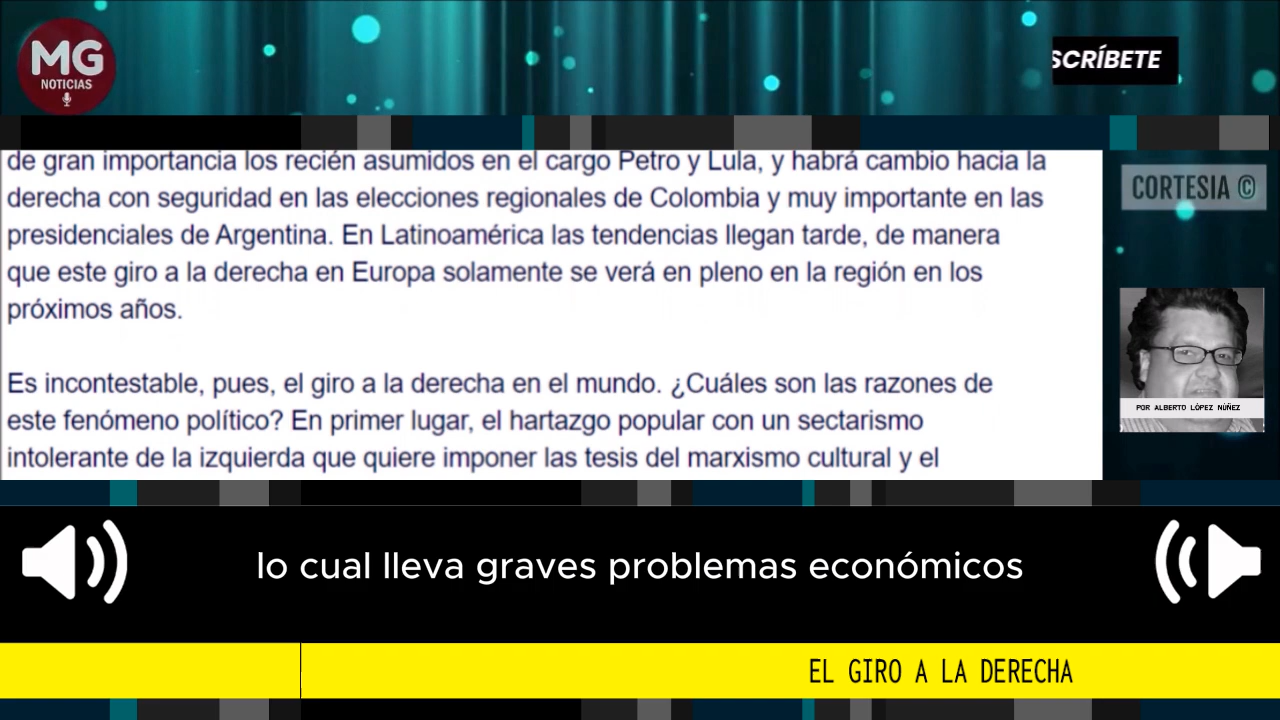 MG
NOTICIAS
SCRÍBETE
de gran importancia los recién asumidos en el cargo Petro y Lula, y habrá cambio hacia la
derecha con seguridad en las elecciones regionales de Colombia y muy importante en las
presidenciales de Argentina. En Latinoamérica las tendencias llegan tarde, de manera
que este giro a la derecha en Europa solamente se verá en pleno en la región en los
próximos años.
Es incontestable, pues, el giro a la derecha en el mundo. ¿Cuáles son las razones de
este fenómeno político? En primer lugar, el hartazgo popular con un sectarismo
intolerante de la izquierda que quiere imponer las tesis del marxismo cultural y el
CORTESIA ©
POR ALBERTO LÓPEZ NÚÑEZ
lo cual lleva graves problemas económicos
EL GIRO A LA DERECHA